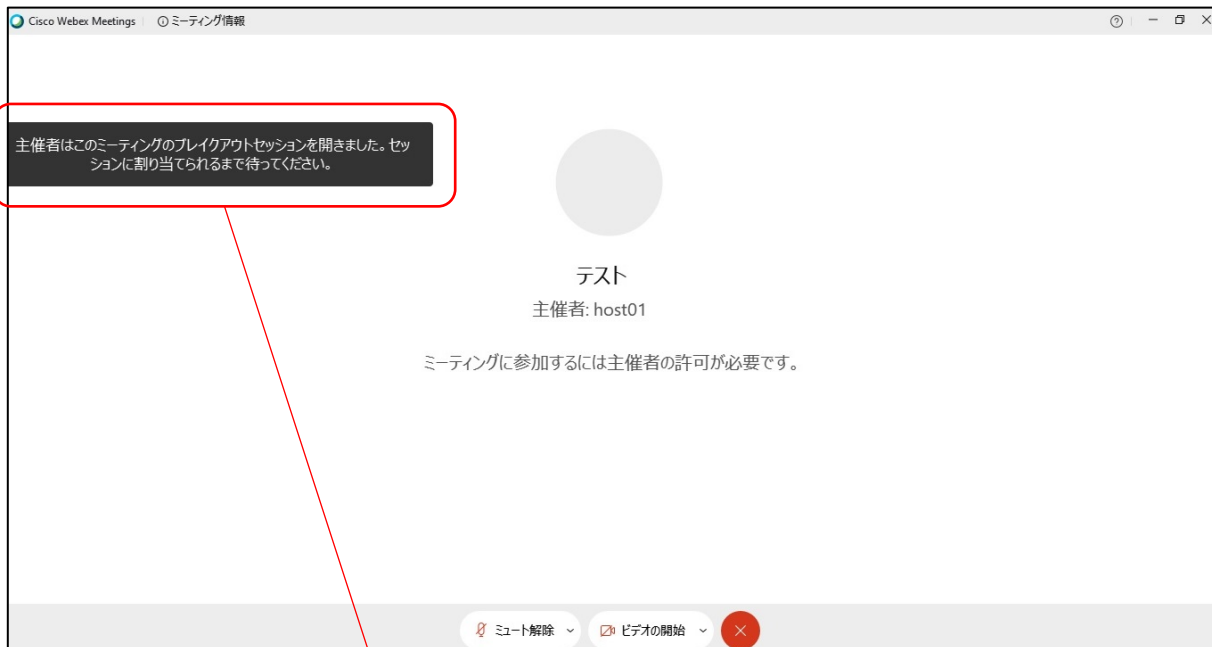 Cisco Webex Meetings ミーティング情報
主催者はこのミーティングのブレイクアウトセッションを開きました。セッ
ションに割り当てられるまで待ってください。
テスト
主催者: host01
ミーティングに参加するには主催者の許可が必要です。
ミュート解除 ビデオの開始